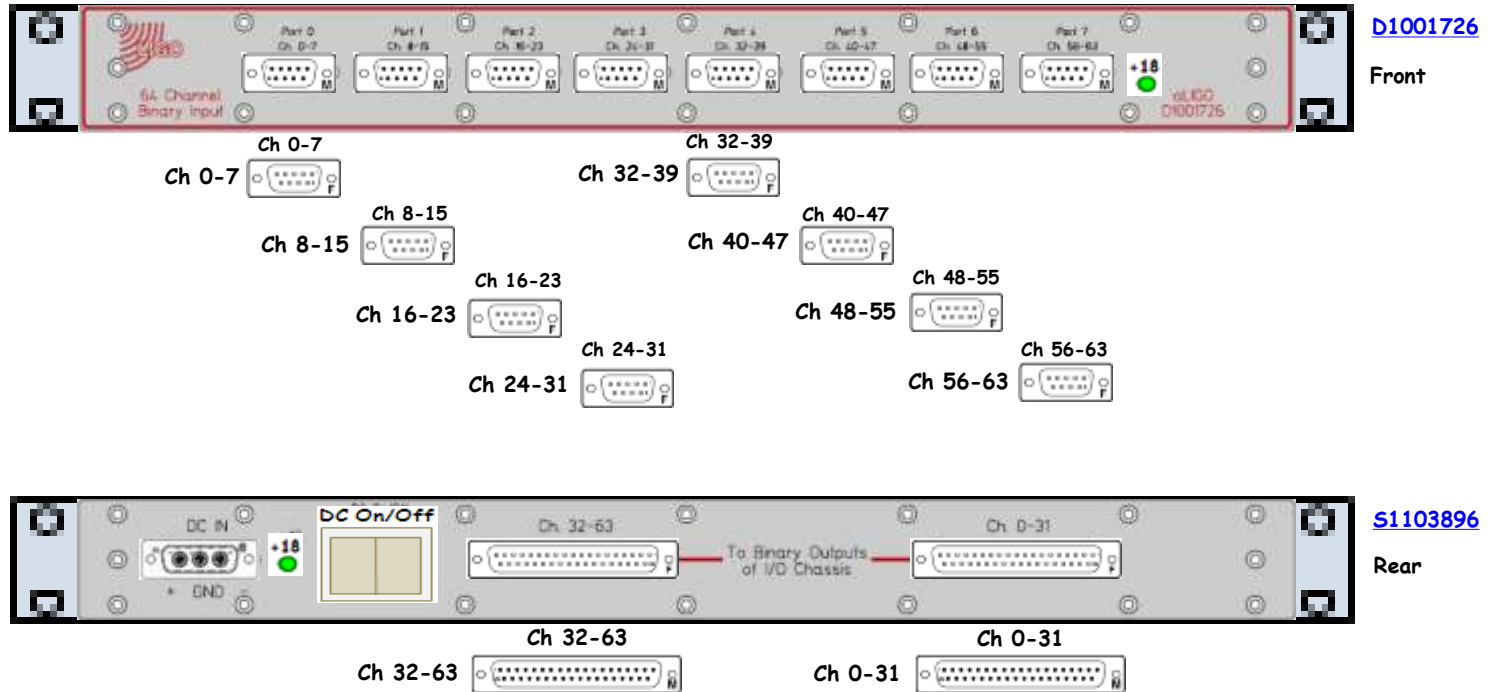 Port 0 Port 1 Port 2 Port 3 Port 4 Port 5 Port 6 Port 7
Ch. 0-7 Ch. 8-15 Ch. 16-23 Ch. 24-31 Ch. 32-39 Ch. 40-47 Ch. 48-55 Ch. 56-63
D1001726
Front
M M M M M M M M
+18
64 Channel
Binary Input
aLIGO
D1001726
Ch 0-7
Ch 0-7
F
Ch 32-39
Ch 32-39
F
Ch 8-15
Ch 8-15
F
Ch 40-47
Ch 40-47
F
Ch 16-23
Ch 16-23
F
Ch 48-55
Ch 48-55
F
Ch 24-31
Ch 24-31
F
Ch 56-63
Ch 56-63
F
DC IN
+ GND -
+18
DC On/Off
Ch. 32-63
F
To Binary Outputs
of I/O Chassis
Ch. 0-31
F
S1103896
Rear
Ch 32-63
Ch 32-63
M
Ch 0-31
Ch 0-31
M